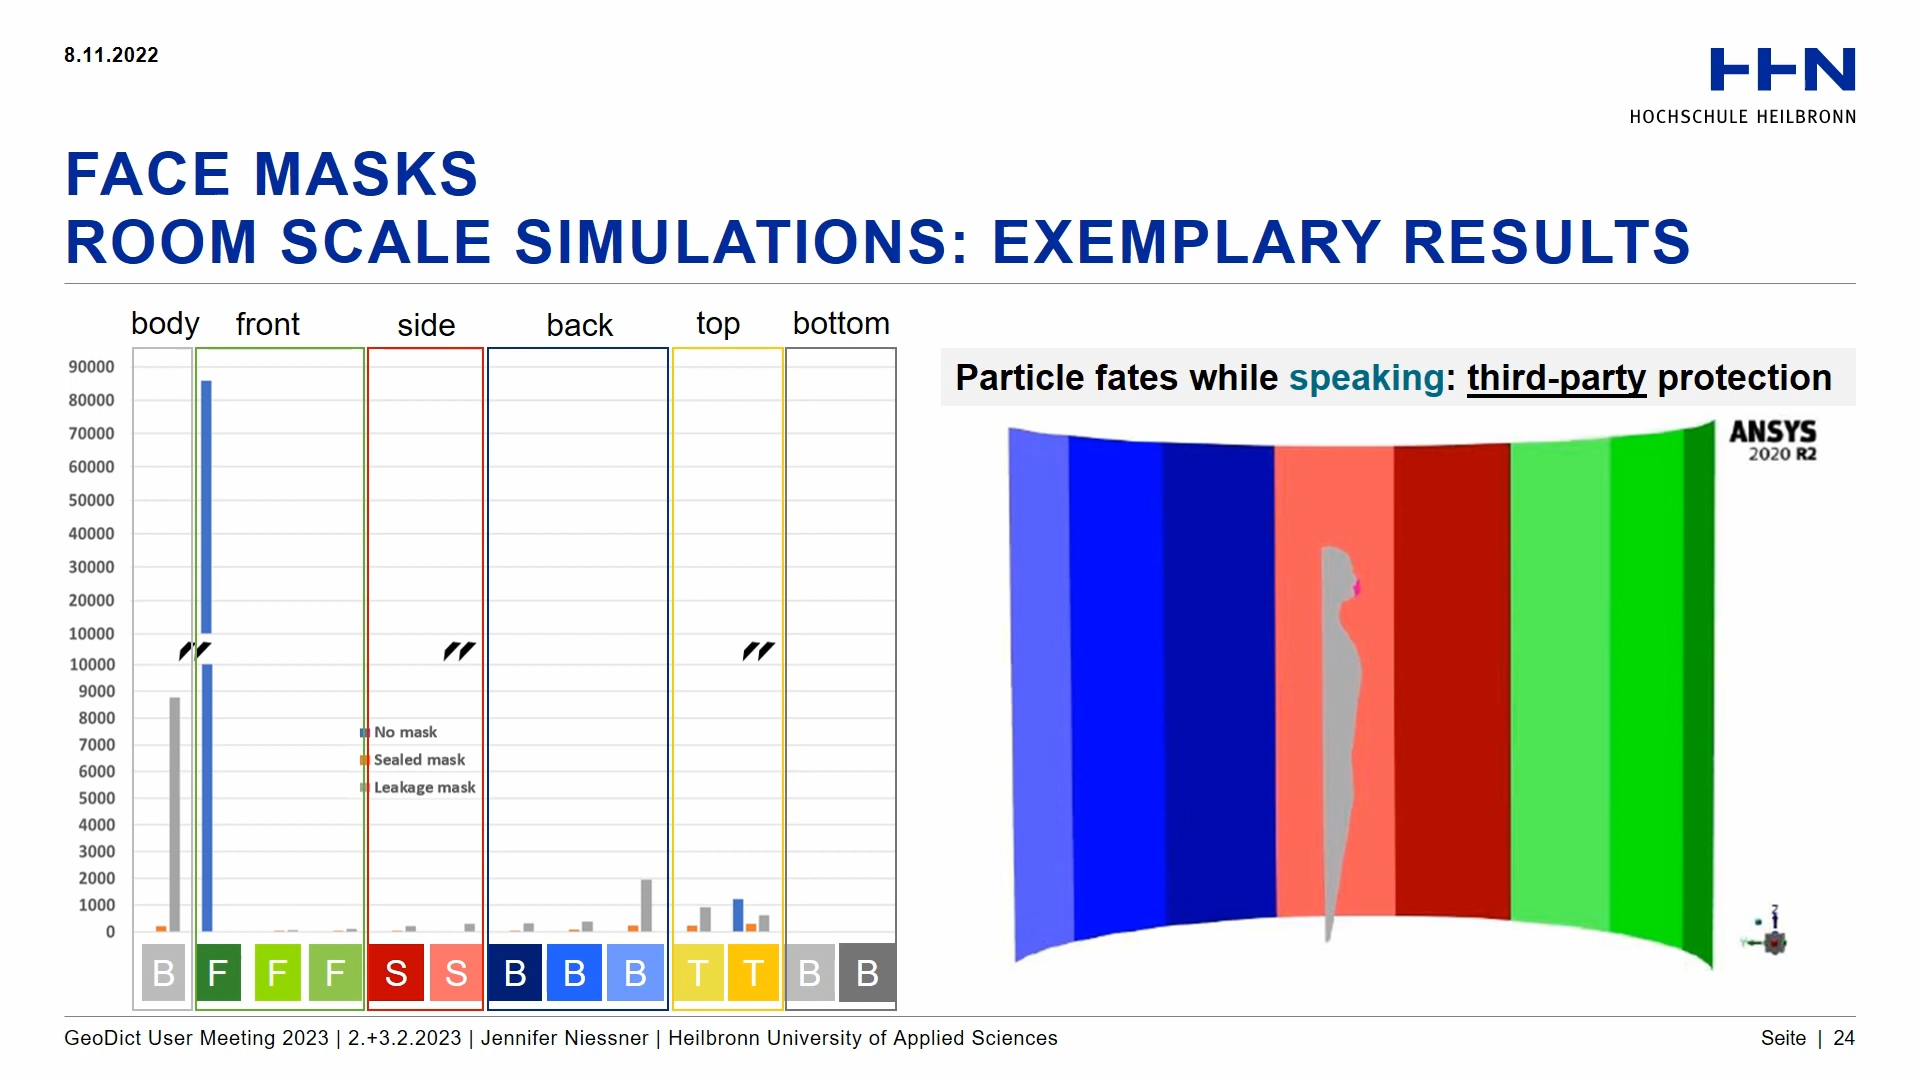 8.11.2022
HHN
HOCHSCHULE HEILBRONN
FACE MASKS
ROOM SCALE SIMULATIONS: EXEMPLARY RESULTS
body front side back top bottom
90000
80000
70000
60000
50000
40000
30000
20000
10000
10000
9000
8000
7000
6000
5000
4000
3000
2000
1000
0
No mask
Sealed mask
Leakage mask
B F F F S S B B B T T B B
Particle fates while speaking: third-party protection
ANSYS
2020 R2
Z
Y
GeoDict User Meeting 2023 | 2.+3.2.2023 | Jennifer Niessner | Heilbronn University of Applied Sciences
Seite | 24